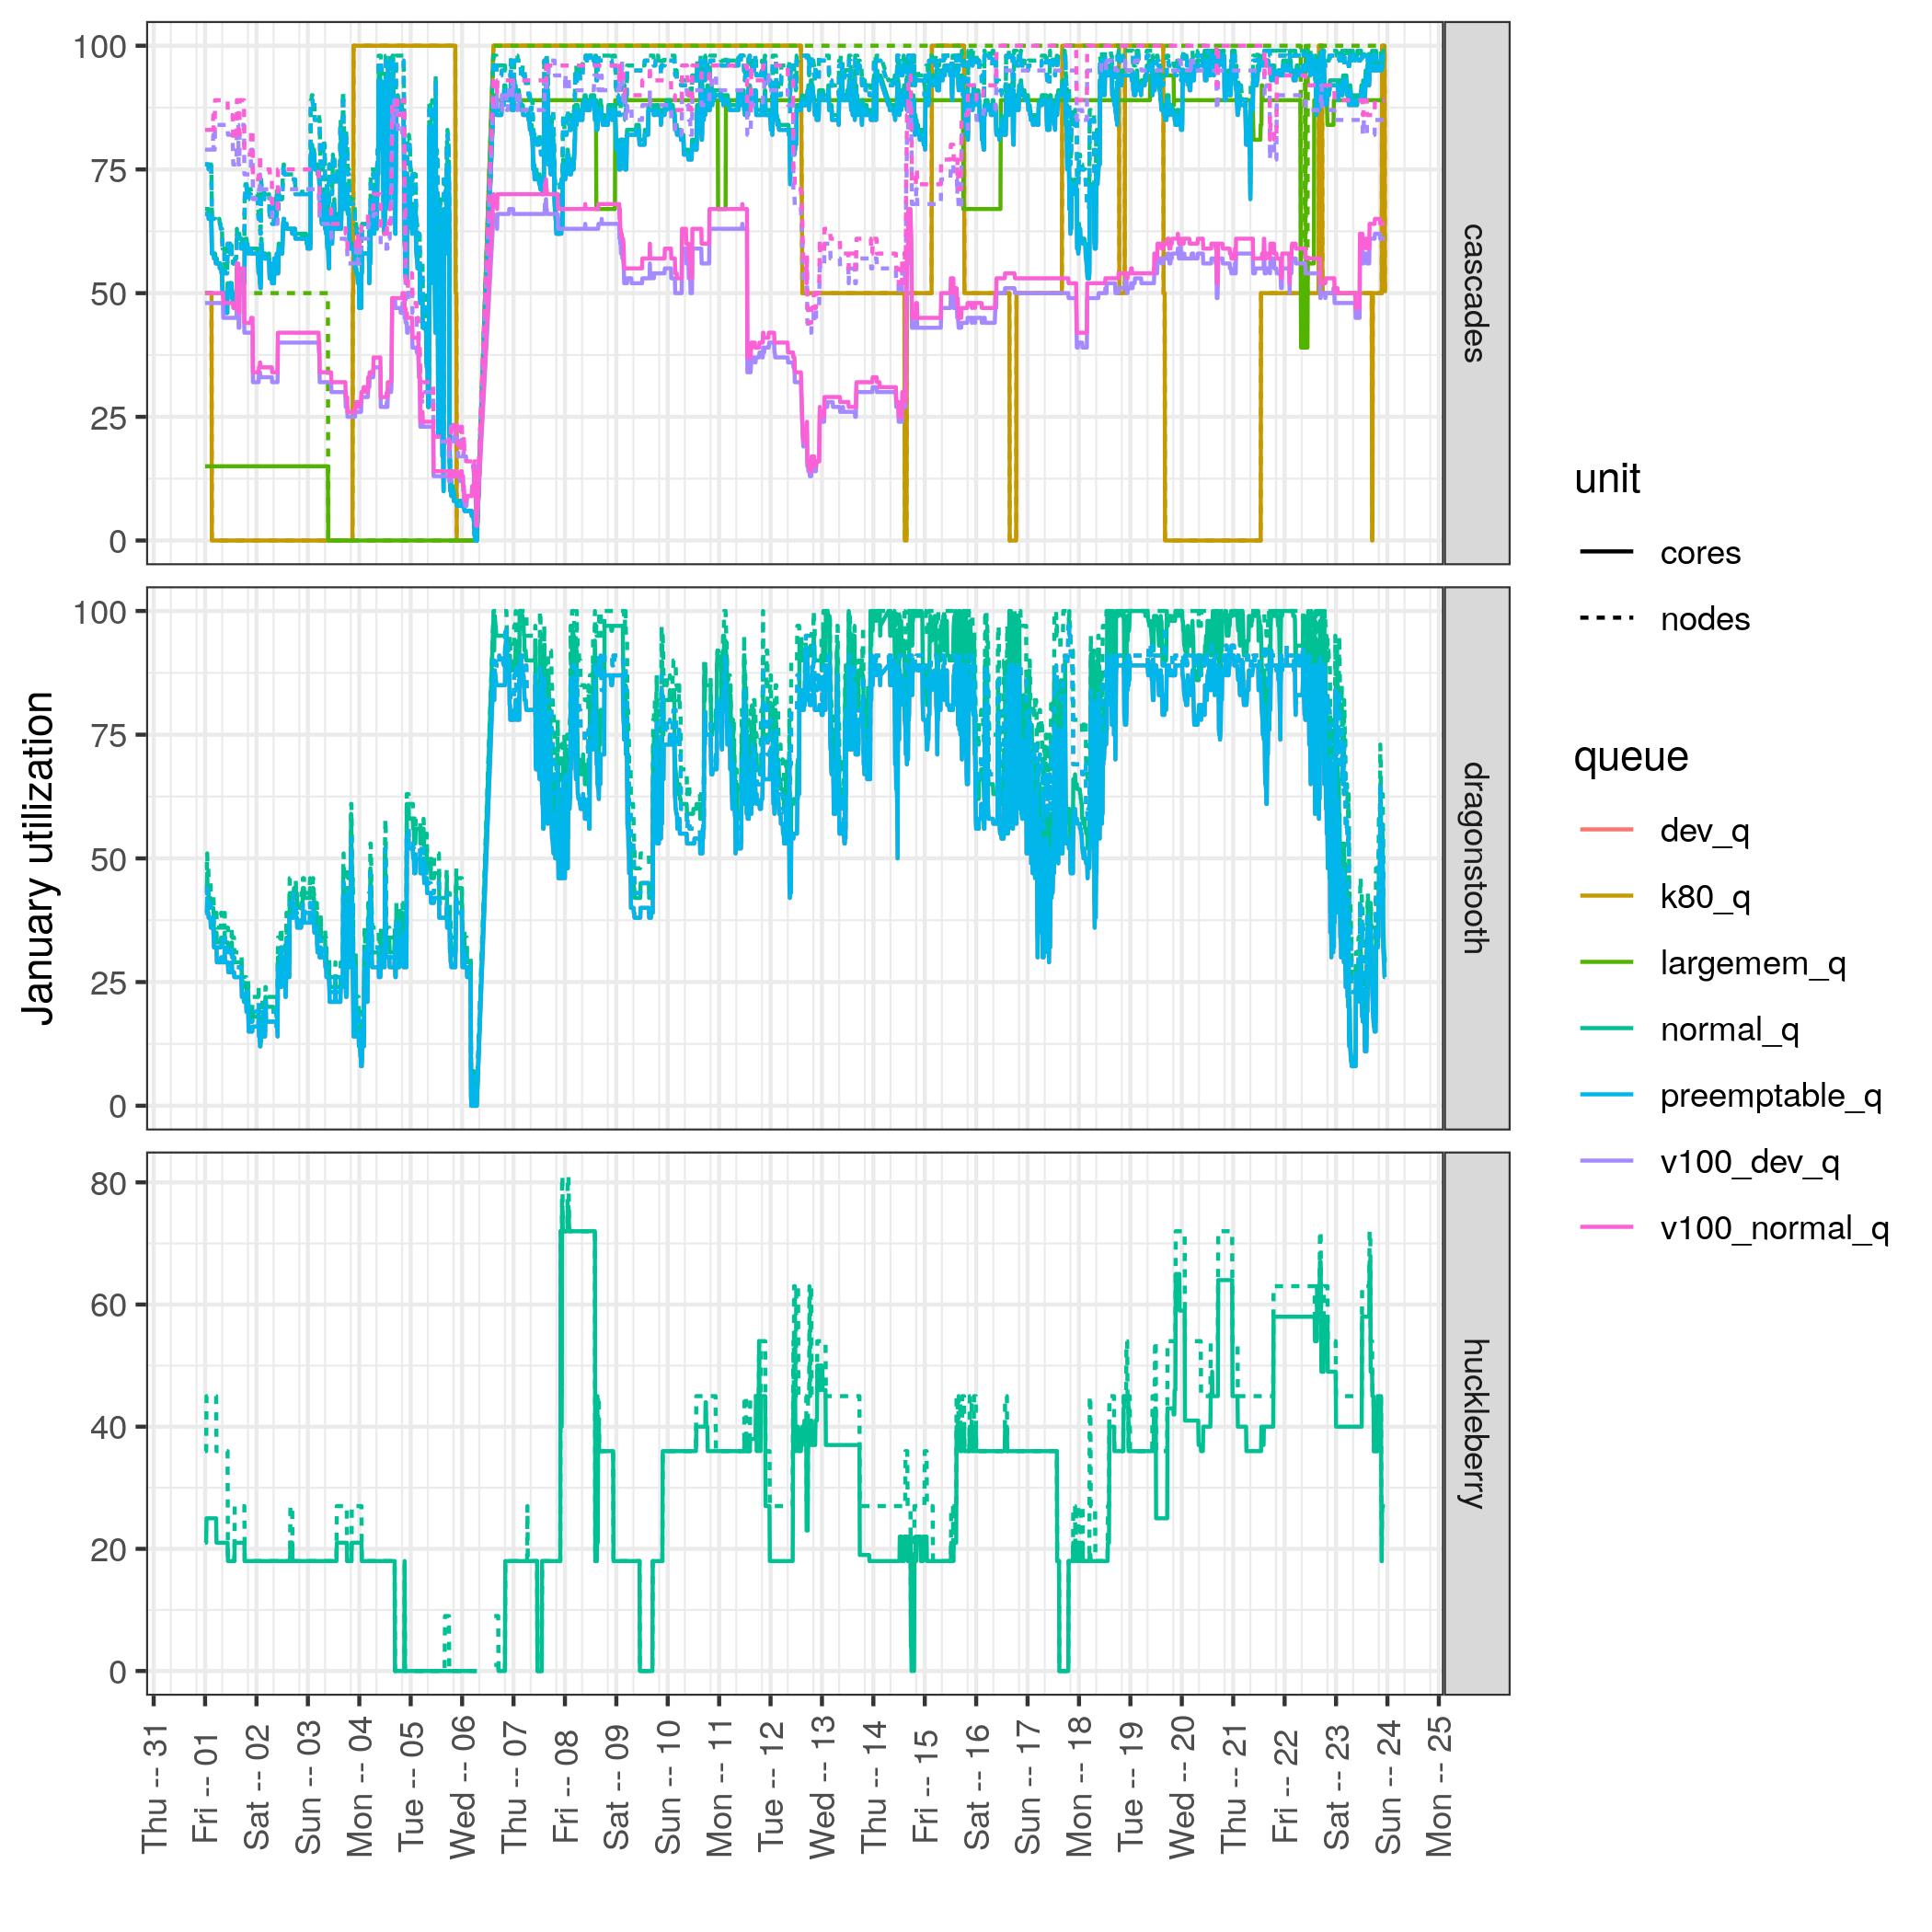 January utilization
100
75
50
25
0
cascades
100
75
50
25
0
dragonstooth
80
60
40
20
0
huckleberry
Thu -- 31
Fri -- 01
Sat -- 02
Sun -- 03
Mon -- 04
Tue -- 05
Wed -- 06
Thu -- 07
Fri -- 08
Sat -- 09
Sun -- 10
Mon -- 11
Tue -- 12
Wed -- 13
Thu -- 14
Fri -- 15
Sat -- 16
Sun -- 17
Mon -- 18
Tue -- 19
Wed -- 20
Thu -- 21
Fri -- 22
Sat -- 23
Sun -- 24
Mon -- 25
unit
cores
nodes
queue
dev_q
k80_q
largemem_q
normal_q
preemptable_q
v100_dev_q
v100_normal_q